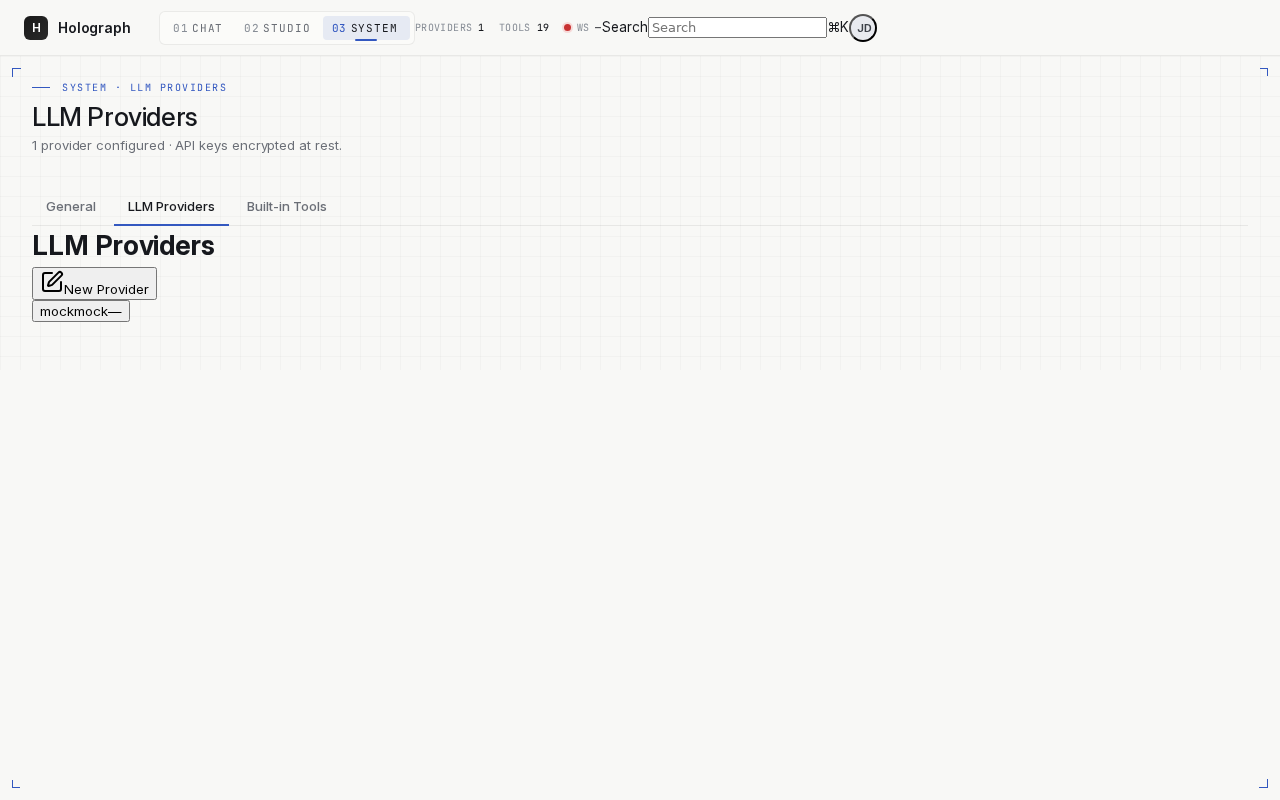 H Holograph 01 CHAT 02 STUDIO 03 SYSTEM PROVIDERS 1 TOOLS 19 WS – Search Search ⌘K JD
SYSTEM · LLM PROVIDERS
LLM Providers
1 provider configured · API keys encrypted at rest.
General LLM Providers Built-in Tools
LLM Providers
New Provider
mockmock—